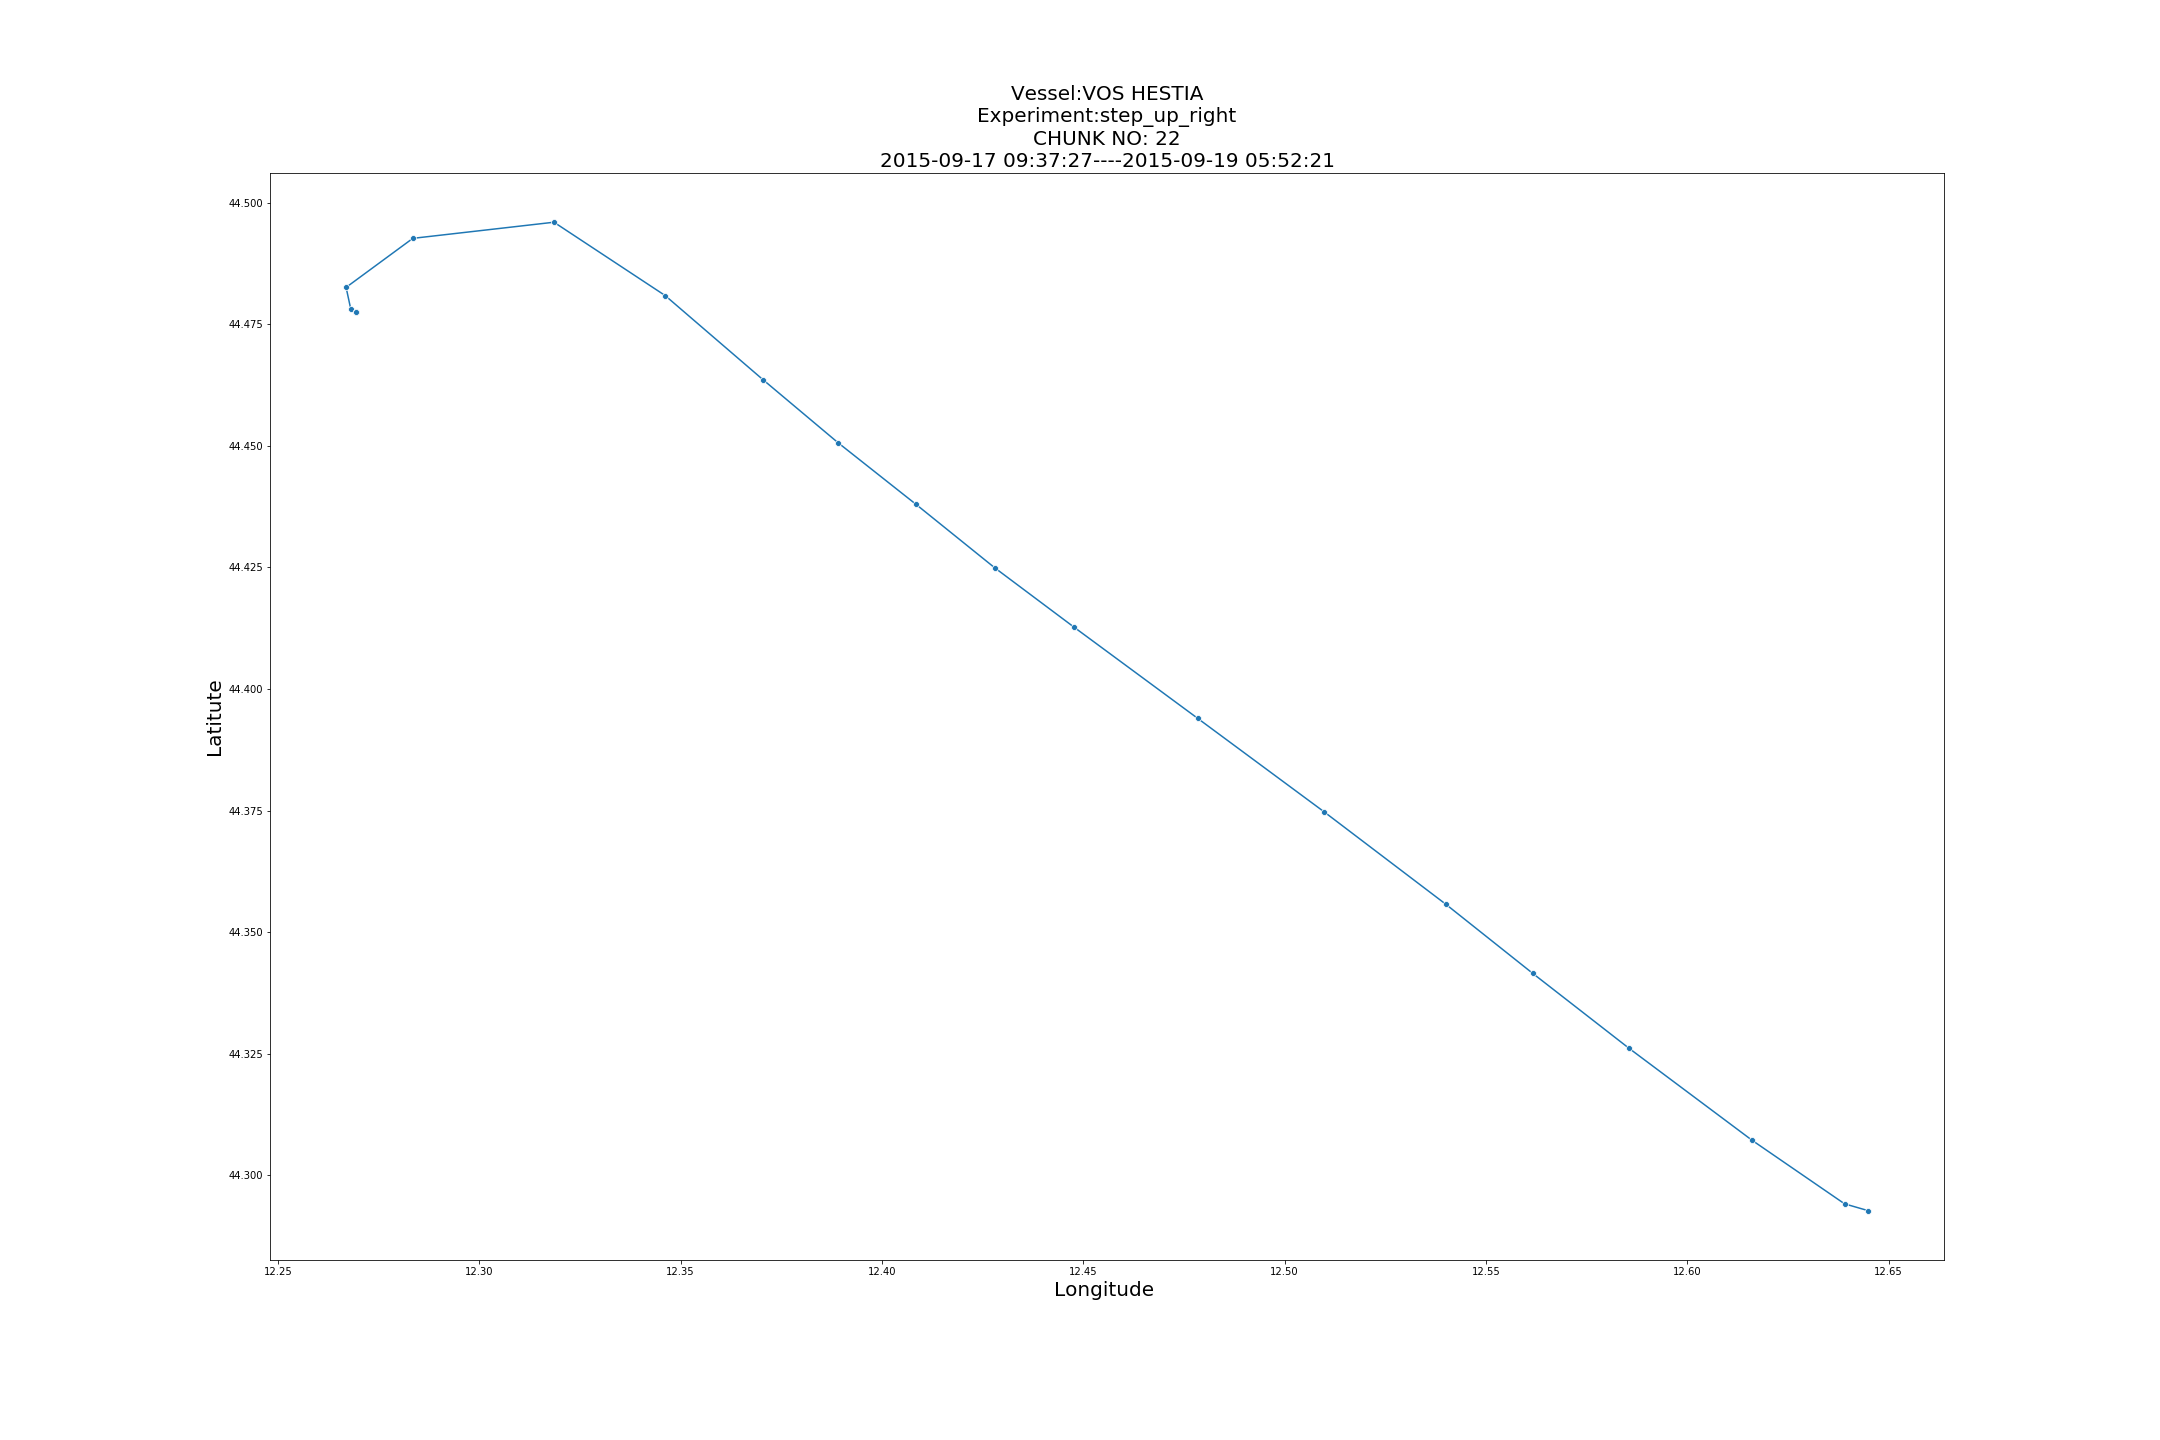 Vessel:VOS HESTIA
Experiment:step_up_right
CHUNK NO: 22
2015-09-17 09:37:27----2015-09-19 05:52:21
44.500
44.475
44.450
44.425
44.400
44.375
44.350
44.325
44.300
Latitute
12.25 12.30 12.35 12.40 12.45 12.50 12.55 12.60 12.65
Longitude